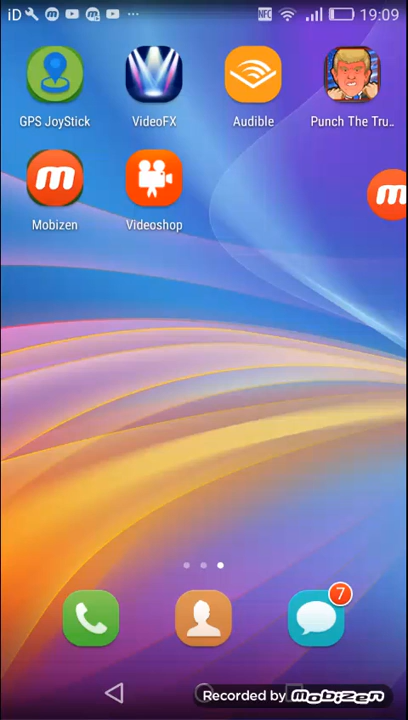 iD NFC 19:09
GPS JoyStick VideoFX Audible Punch The Tru..
m m
Mobizen Videoshop
7
Recorded by mobizen